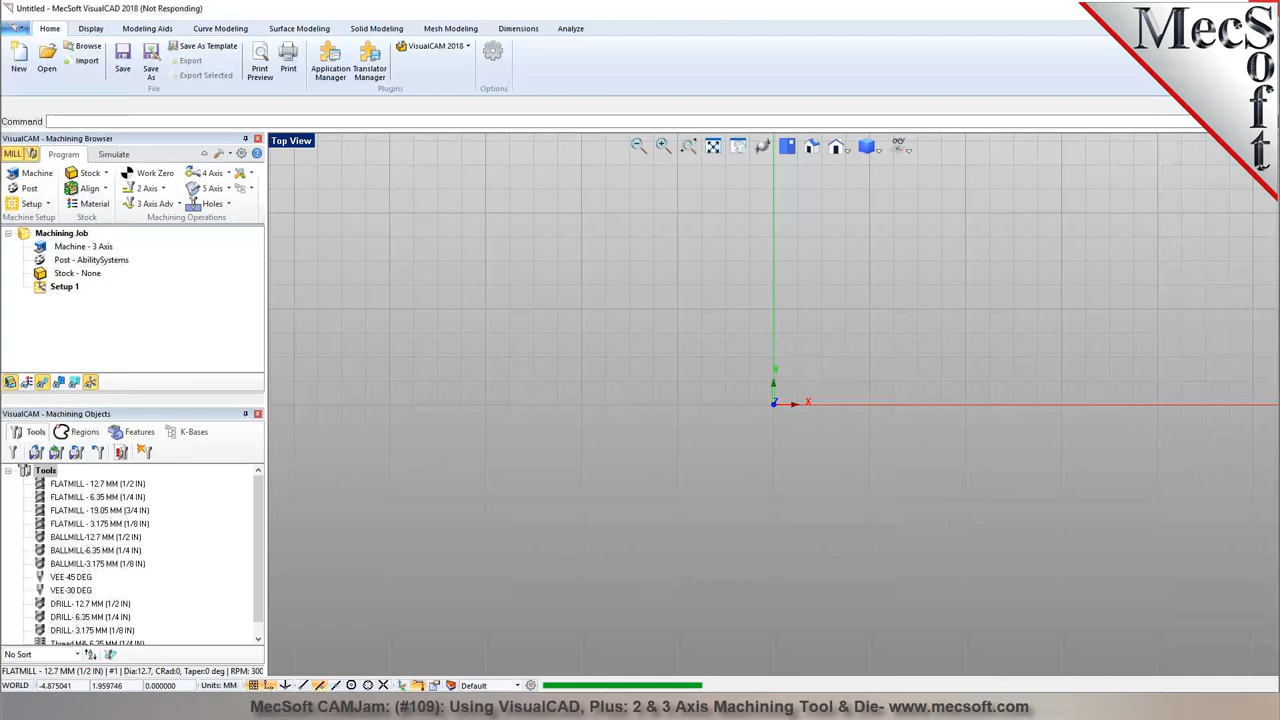 Untitled - MecSoft VisualCAD 2018 (Not Responding)
MecSoft
Home Display Modeling Aids Curve Modeling Surface Modeling Solid Modeling Mesh Modeling Dimensions Analyze
New Open Browse Import Save Save As Save As Template Export Export Selected Print Preview Print Application Manager Translator Manager VisualCAM 2018
File Plugins Options
Command
VisualCAM - Machining Browser
Top View
MILL Program Simulate
Machine Stock Work Zero 4 Axis
Post Align 2 Axis 5 Axis
Setup Material 3 Axis Adv Holes
Machine Setup Stock Machining Operations
Machining Job
Machine - 3 Axis
Post - AbilitySystems
Stock - None
Setup 1
Z X
VisualCAM - Machining Objects
Tools Regions Features K-Bases
Tools
FLATMILL - 12.7 MM (1/2 IN)
FLATMILL - 6.35 MM (1/4 IN)
FLATMILL - 19.05 MM (3/4 IN)
FLATMILL - 3.175 MM (1/8 IN)
BALLMILL-12.7 MM (1/2 IN)
BALLMILL-6.35 MM (1/4 IN)
BALLMILL-3.175 MM (1/8 IN)
VEE-45 DEG
VEE-30 DEG
DRILL- 12.7 MM (1/2 IN)
DRILL- 6.35 MM (1/4 IN)
DRILL- 3.175 MM (1/8 IN)
Thread Mill- 6.35 MM (1/4 IN)
No Sort
FLATMILL - 12.7 MM (1/2 IN) | #1 | Dia:12.7, CRad:0, Taper:0 deg | RPM: 300
WORLD -4.875041 1.959746 0.000000 Units: MM Default
MecSoft CAMJam: (#109): Using VisualCAD, Plus: 2 & 3 Axis Machining Tool & Die- www.mecsoft.com